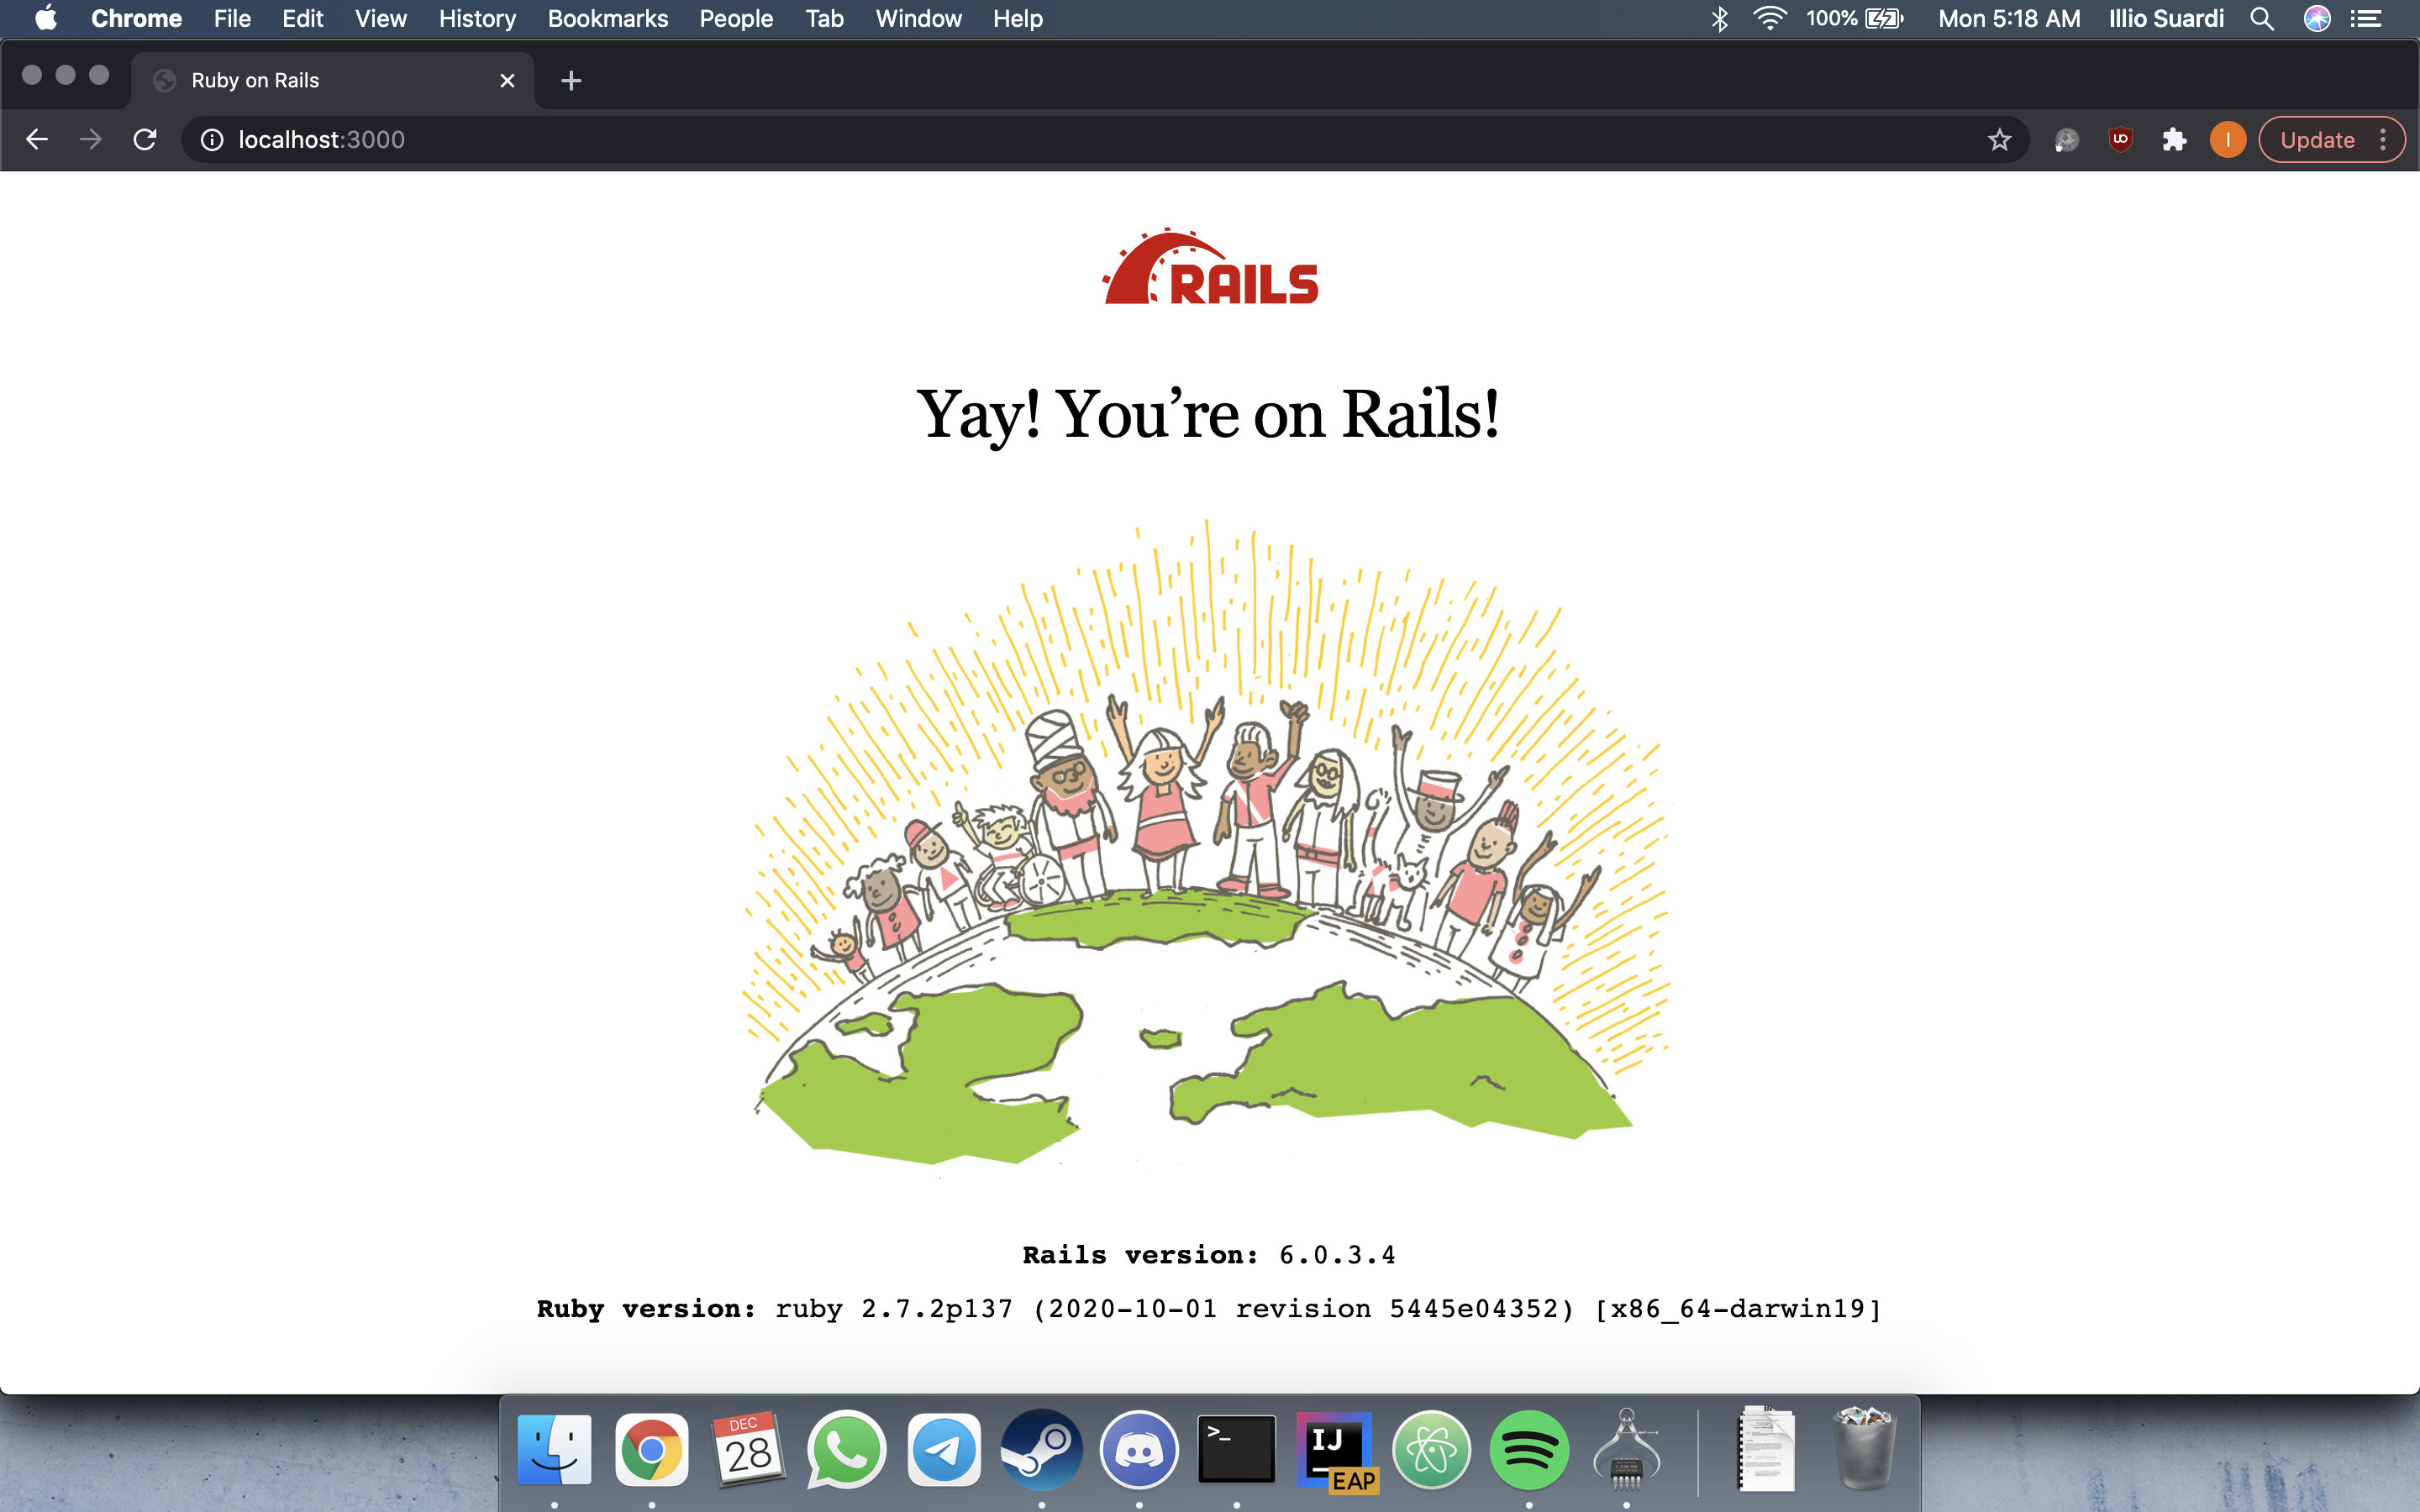 Chrome File Edit View History Bookmarks People Tab Window Help 100% Mon 5:18 AM Illio Suardi
Ruby on Rails
localhost:3000 I Update
RAILS
Yay! You’re on Rails!
Rails version: 6.0.3.4
Ruby version: ruby 2.7.2p137 (2020-10-01 revision 5445e04352) [x86_64-darwin19]
DEC
28
>_
IJ
EAP